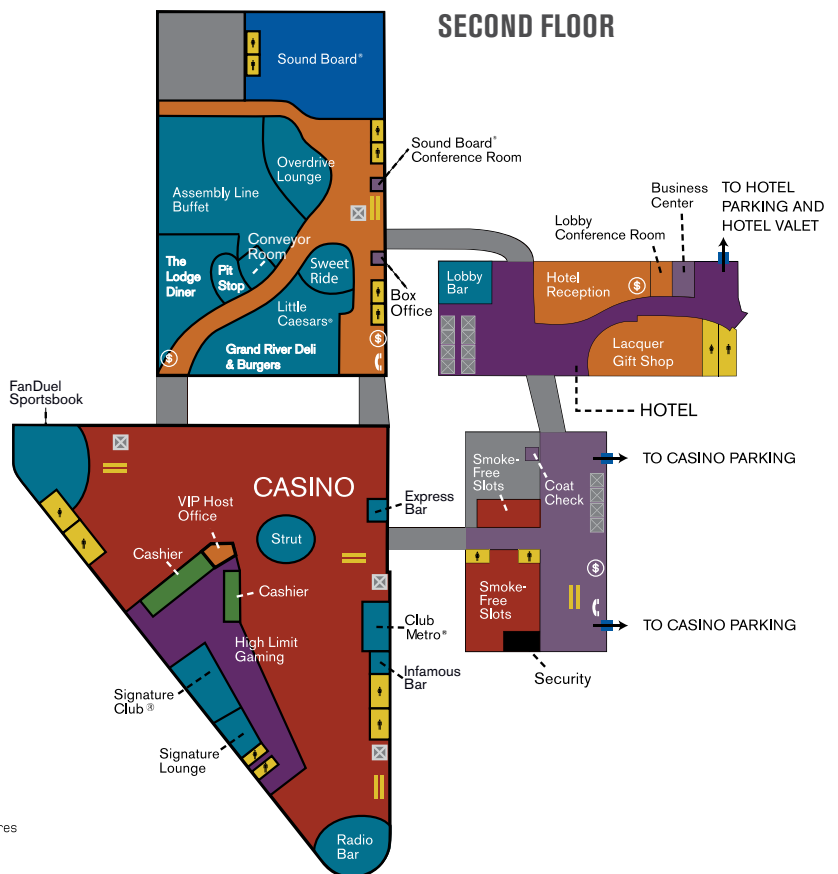 SECOND FLOOR
Sound Board®
Sound Board®
Conference Room
Overdrive
Lounge
Assembly Line
Buffet
Business
Center
TO HOTEL
PARKING AND
HOTEL VALET
Lobby
Conference Room
Conveyor
Room
The
Lodge
Diner
Pit
Stop
Sweet
Ride
Box
Office
Lobby
Bar
Hotel
Reception
$
Little
Caesars®
Grand River Deli
& Burgers
$
$
Lacquer
Gift Shop
HOTEL
FanDuel
Sportsbook
CASINO
Smoke-
Free
Slots
Coat
Check
TO CASINO PARKING
VIP Host
Office
Express
Bar
Strut
Cashier
Cashier
$
Smoke-
Free
Slots
Club
Metro®
TO CASINO PARKING
High Limit
Gaming
Infamous
Bar
Security
Signature
Club®
Signature
Lounge
Radio
Bar
res